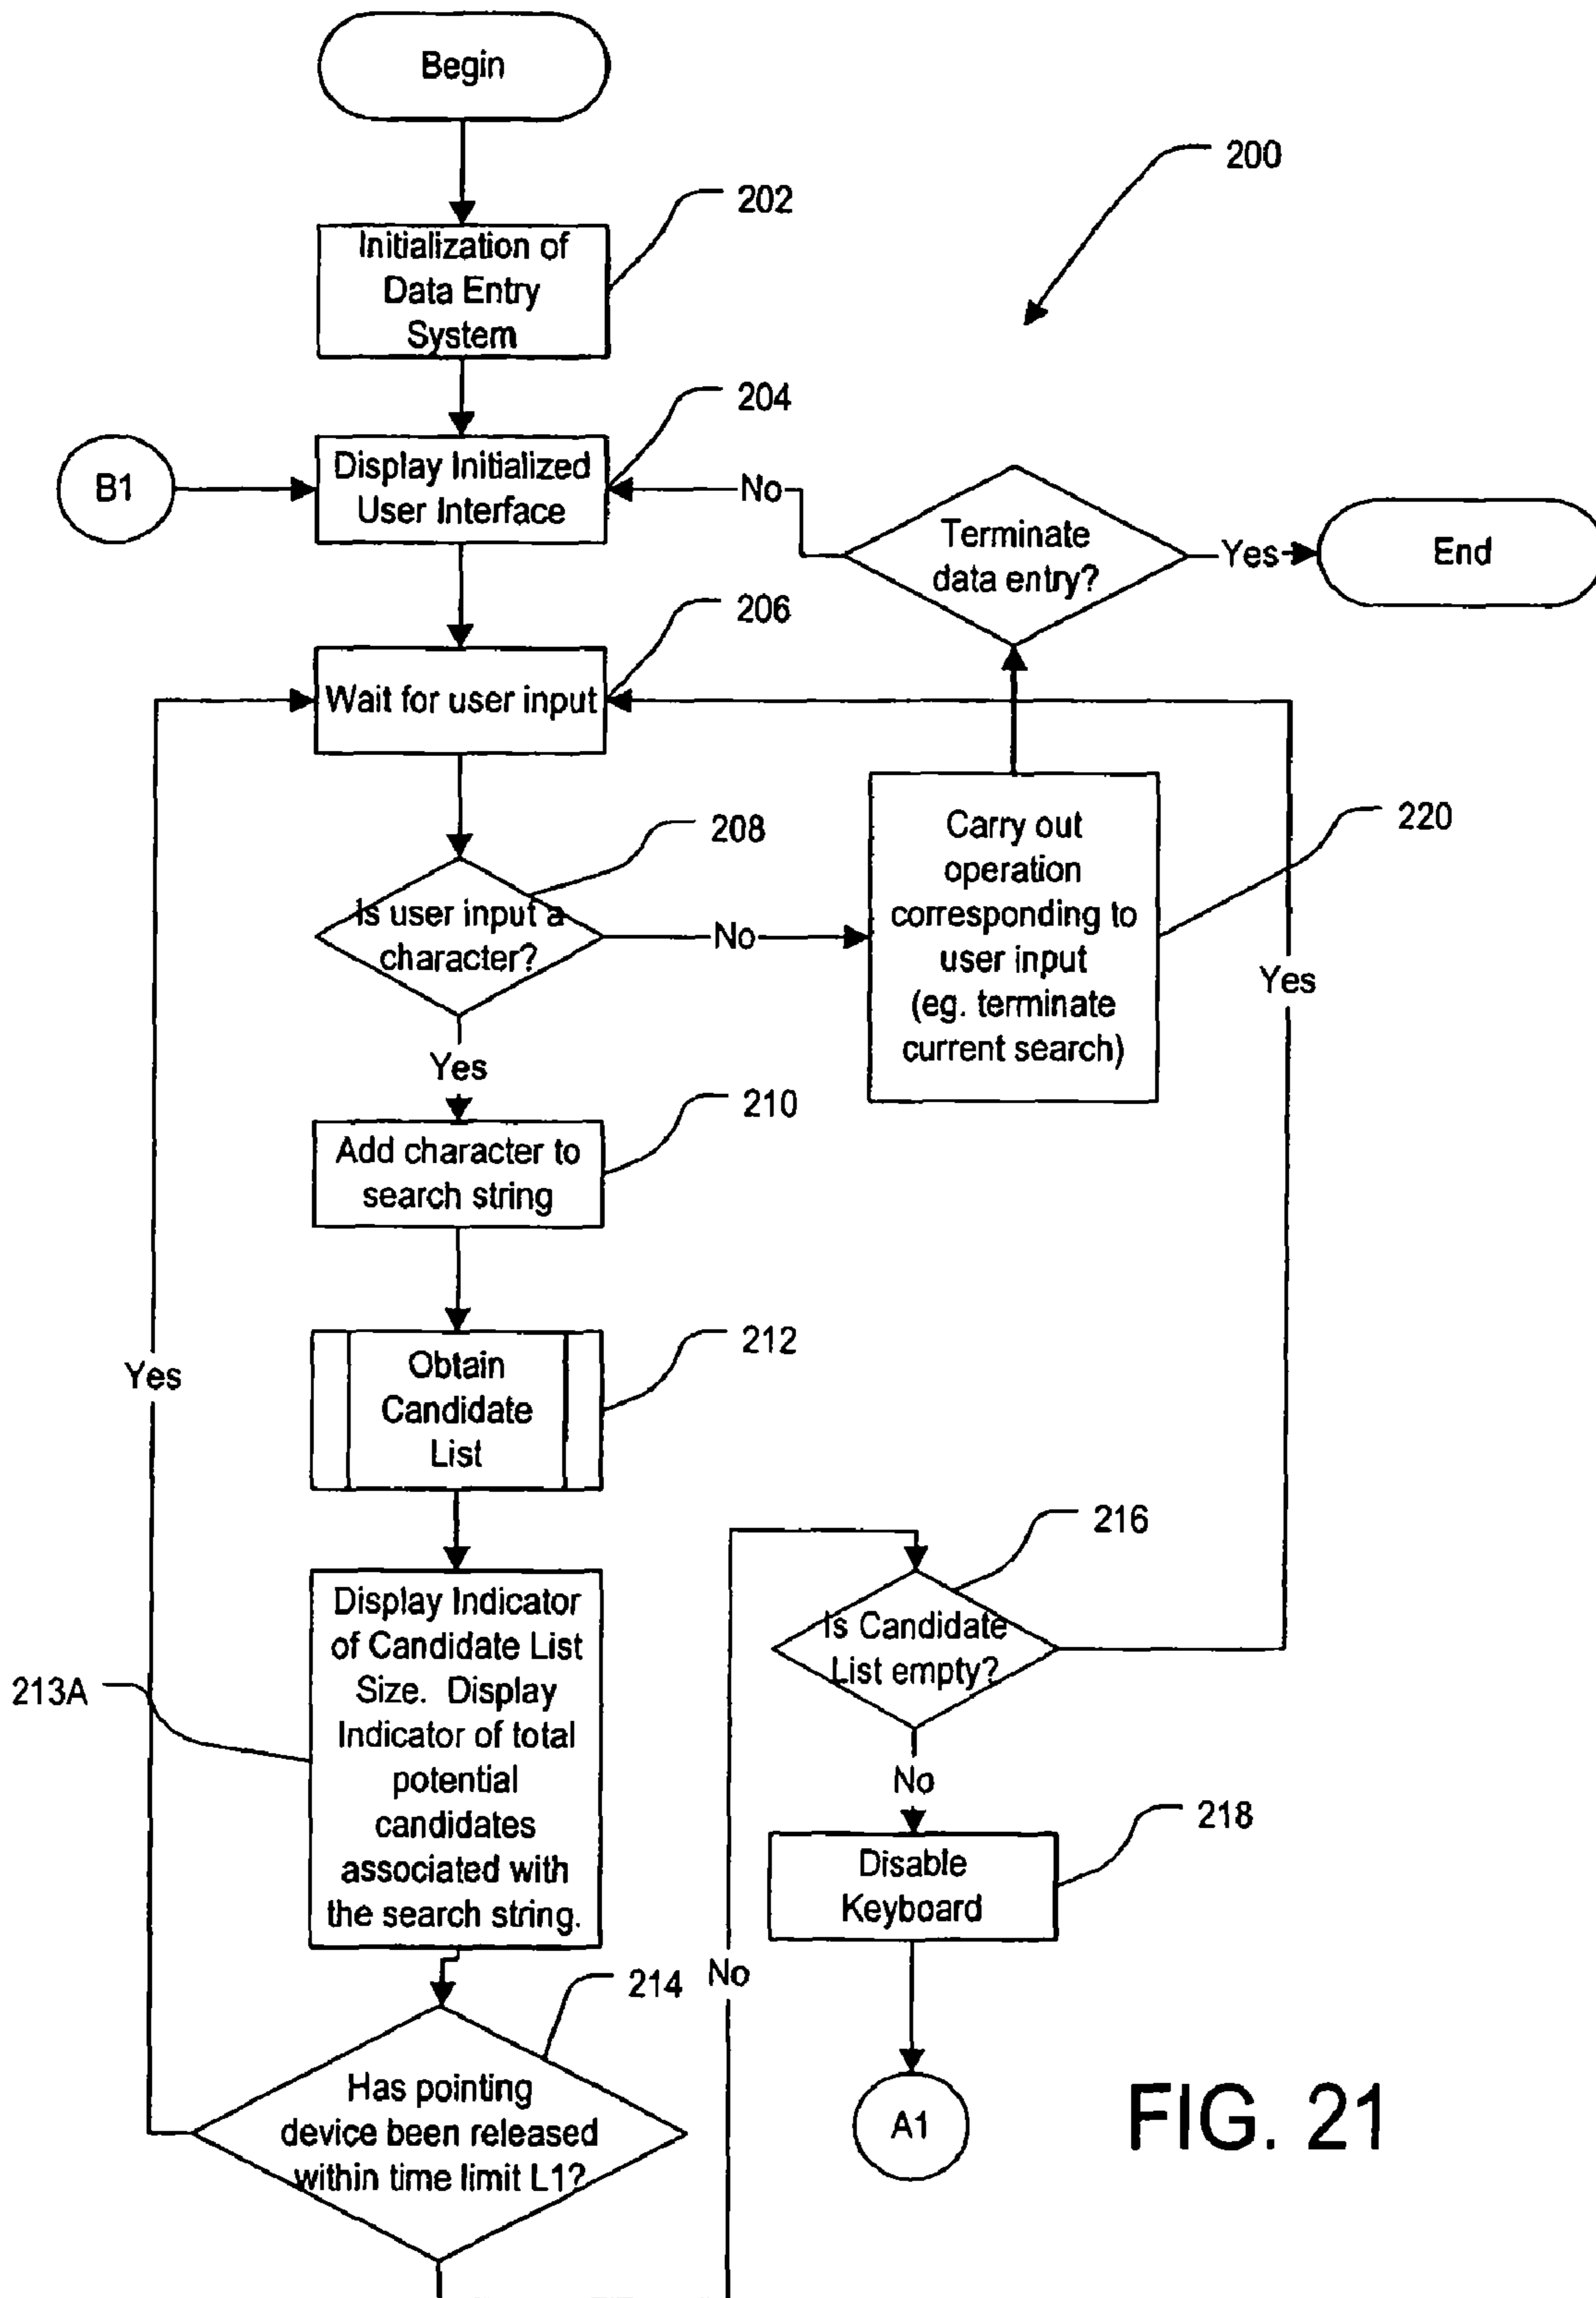 Begin
200
202
Initialization of
Data Entry
System
204
B1
Display Initialized
User Interface
No
Terminate
data entry?
Yes
End
206
Wait for user input
208
Is user input a
character?
No
Carry out
operation
corresponding to
user input
(eg. terminate
current search)
220
Yes
Yes
210
Add character to
search string
212
Obtain
Candidate
List
Yes
213A
Display Indicator
of Candidate List
Size. Display
Indicator of total
potential
candidates
associated with
the search string.
216
Is Candidate
List empty?
No
218
Disable
Keyboard
214
No
Has pointing
device been released
within time limit L1?
A1
FIG. 21